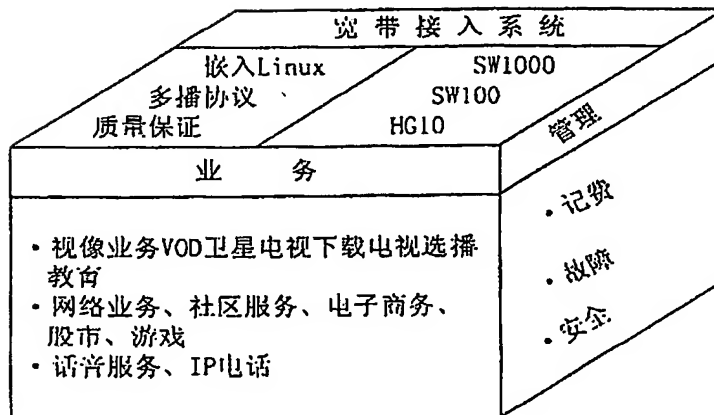 宽带接入系统
嵌入Linux
SW1000
多播协议
SW100
质量保证
HG10
管理
业务
·记费
·视像业务VOD卫星电视下载电视选播
教育
·故障
·网络业务、社区服务、电子商务、
股市、游戏
·安全
·话音服务、IP电话